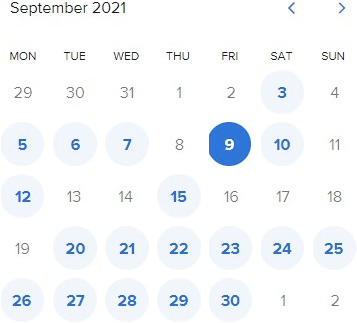 September 2021
MON TUE WED THU FRI SAT SUN
29 30 31 1 2 3 4
5 6 7 8 9 10 11
12 13 14 15 16 17 18
19 20 21 22 23 24 25
26 27 28 29 30 1 2